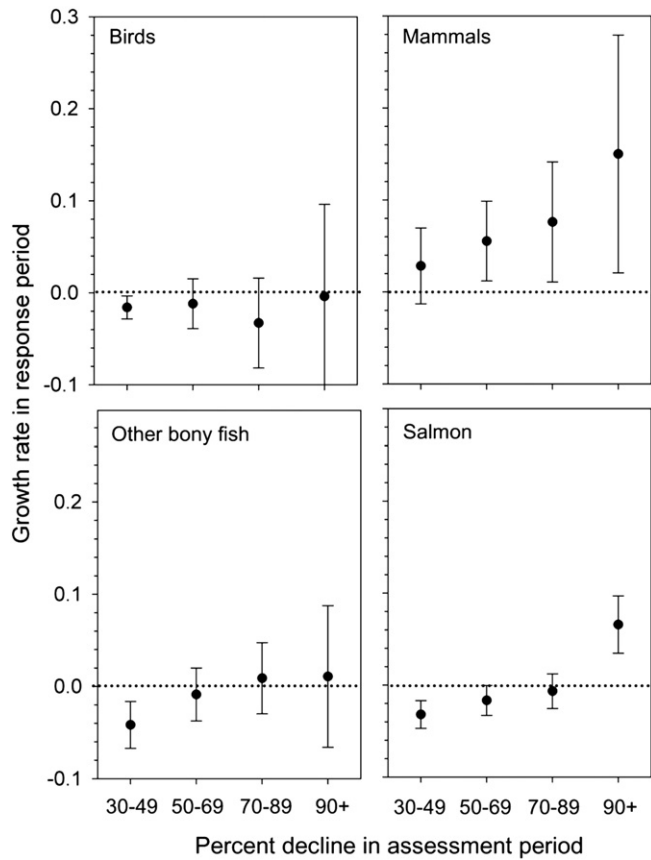 Growth rate in response period
0.3
0.2
0.1
0.0
-0.1
Birds
Mammals
0.2
0.1
0.0
-0.1
Other bony fish
Salmon
30-49 50-69 70-89 90+ 30-49 50-69 70-89 90+
Percent decline in assessment period